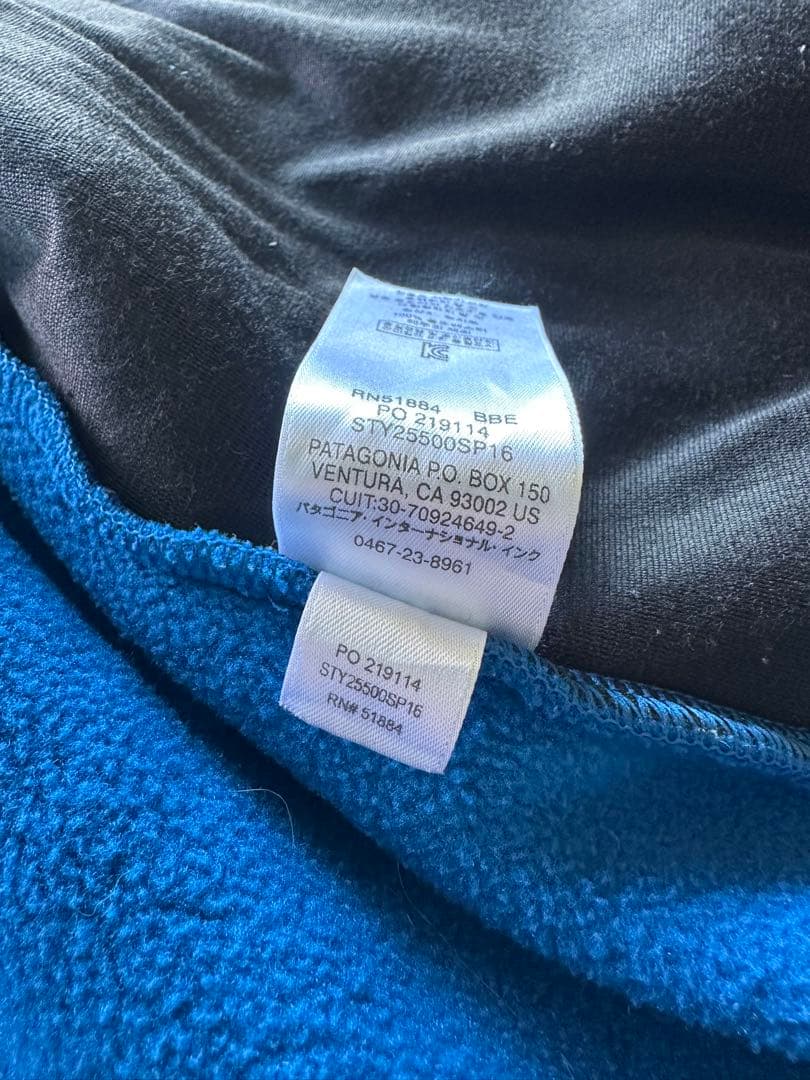 RN51884 BBE
PO 219114
STY25500SP16
PATAGONIA P.O. BOX 150
VENTURA, CA 93002 US
CUIT:30-70924649-2
パタゴニア・インターナショナル・インク
0467-23-8961
PO 219114
STY25500SP16
RN# 51884